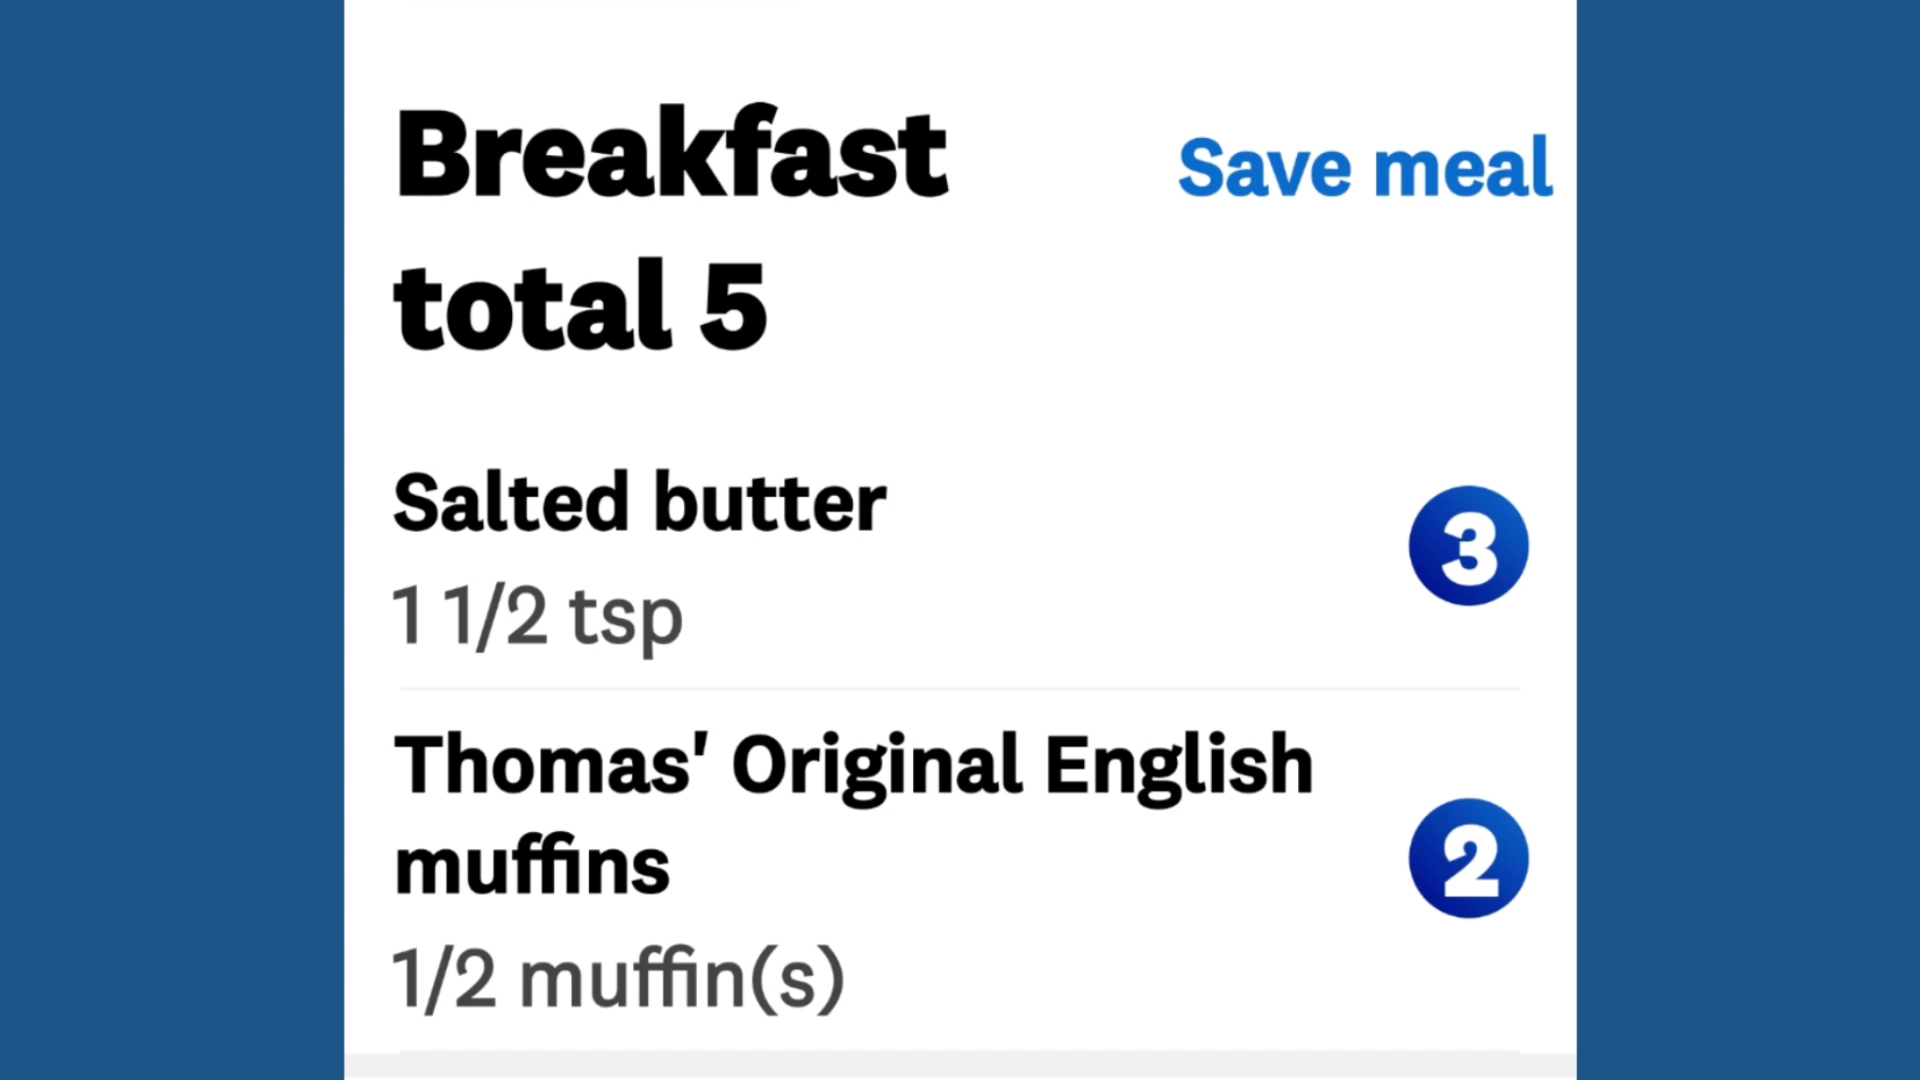 Breakfast
Save meal
total 5
Salted butter
3
1 1/2 tsp
Thomas' Original English
muffins
2
1/2 muffin(s)